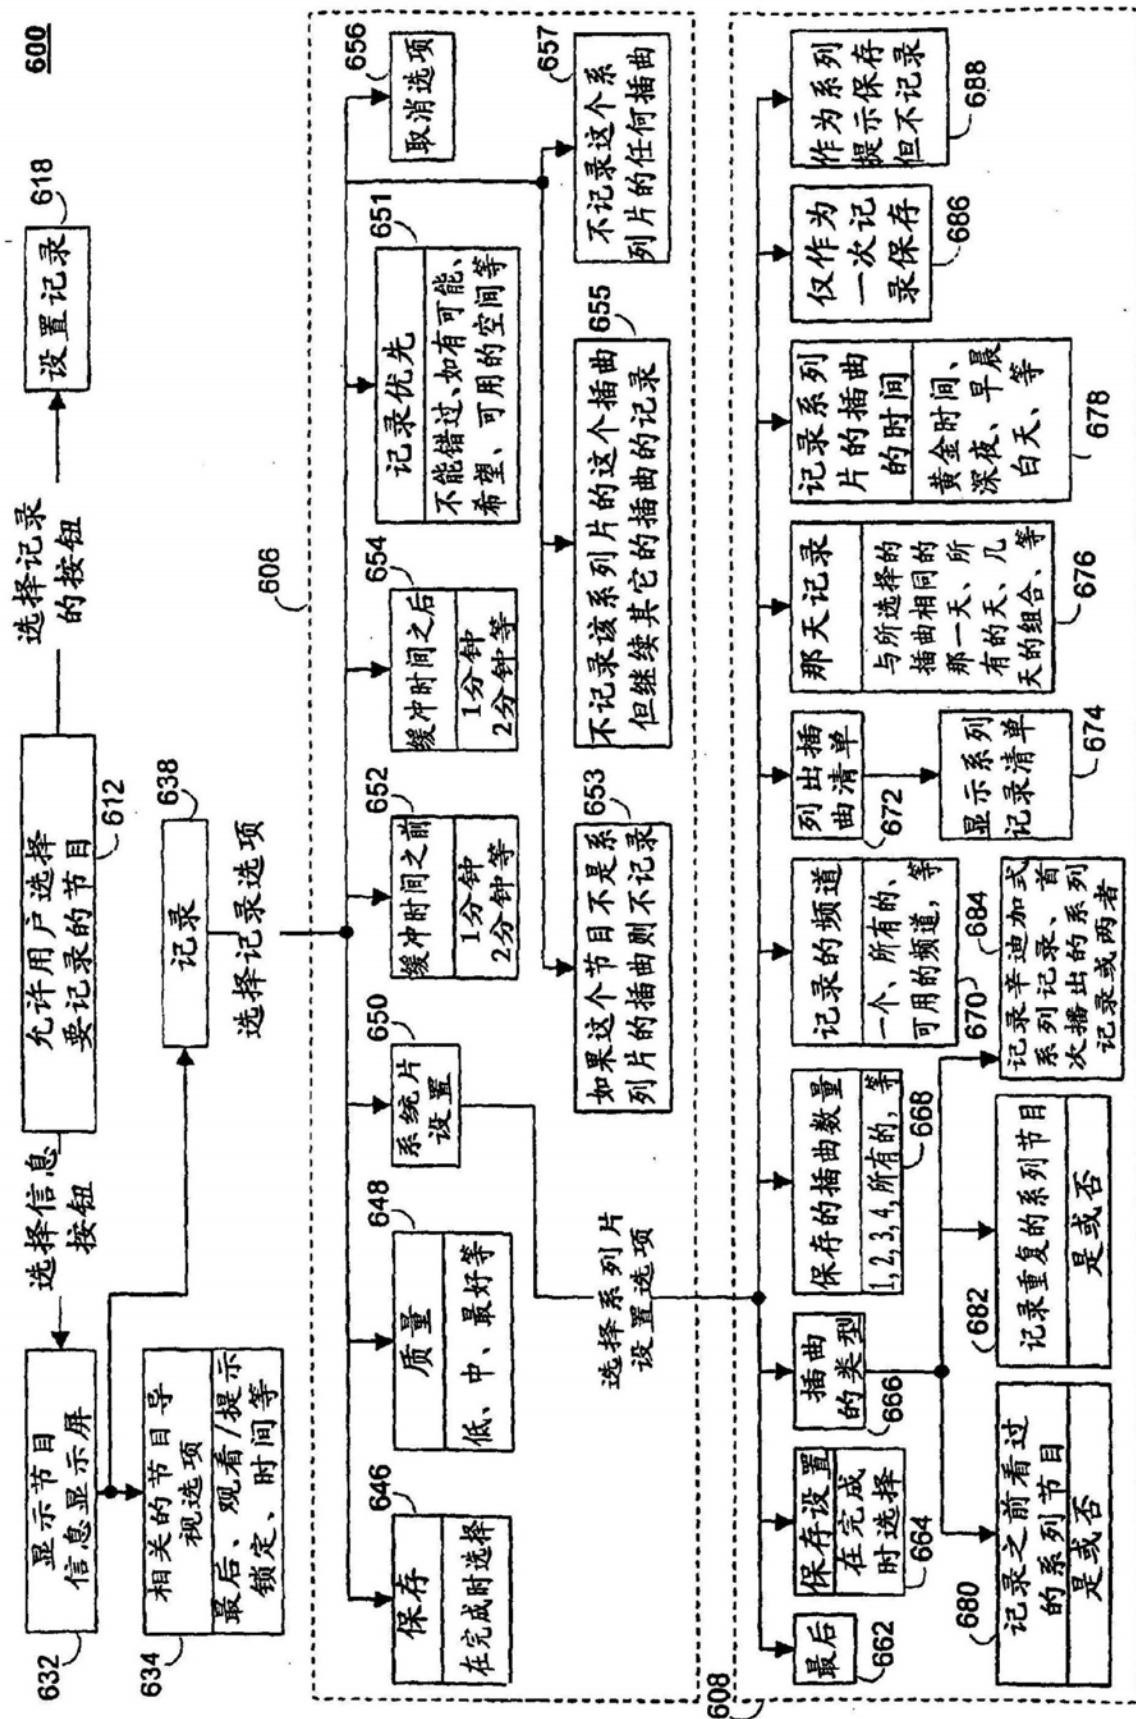 600
允许用户选择
要记录的节目
612
选择信息
按钮
选择记录
的按钮
设置记录
618
显示节目
信息显示屏
632
相关的节目导
视选项
最后、观看/提示
锁定、时间等
634
记录
638
选择记录选项
606
保存
在完成时选择
646
质量
低、中、最好等
648
系统片
设置
650
缓冲时间之前
1分钟
2分钟等
652
缓冲时间之后
1分钟
2分钟等
654
记录优先
不能错过、如有可能、
希望、可用的空间等
651
取消选项
656
如果这个节目不是系
列片的插曲则不记录
653
不记录该系列片的这个插曲
但继续其它的插曲的记录
655
不记录这个系
列片的任何插曲
657
选择系列片
设置选项
608
最后
662
保存设置
在完成
时选择
664
插曲
的类型
666
保存的插曲数量
1,2,3,4,所有的,等
668
记录的频道
一个、所有的、
可用的频道,等
670
列出插
曲清单
672
显示系列
记录清单
674
那天记录
与所选择的
插曲相同的
那一天、所
有的天、几
天的组合、等
676
记录系列
片的插曲
的时间
黄金时间、
深夜、早晨
白天、等
678
仅作为
一次记
录保存
686
作为系列
提示保存
但不记录
688
记录之前看过
的系列节目
是或否
680
记录重复的系列节目
是或否
682
记录辛迪加式
系列记录、首
次播出的系列
记录或两者
684